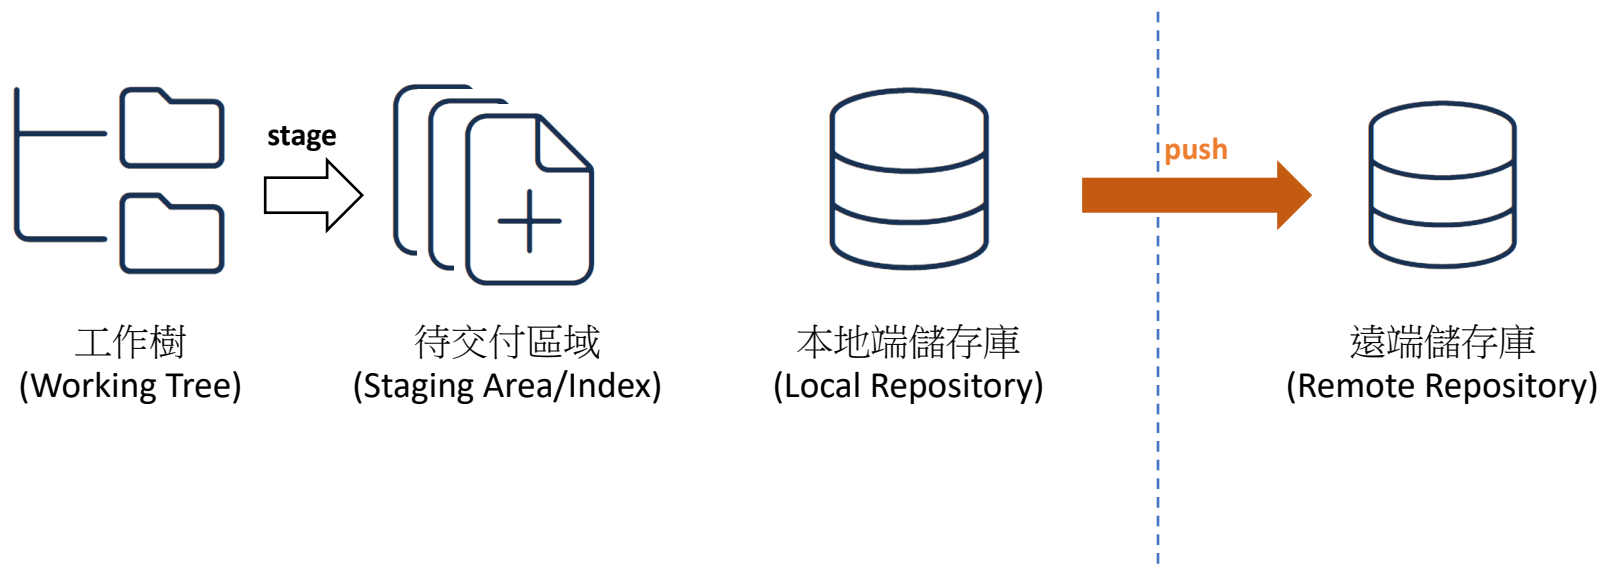 stage
push
工作樹
(Working Tree)
待交付區域
(Staging Area/Index)
本地端儲存庫
(Local Repository)
遠端儲存庫
(Remote Repository)